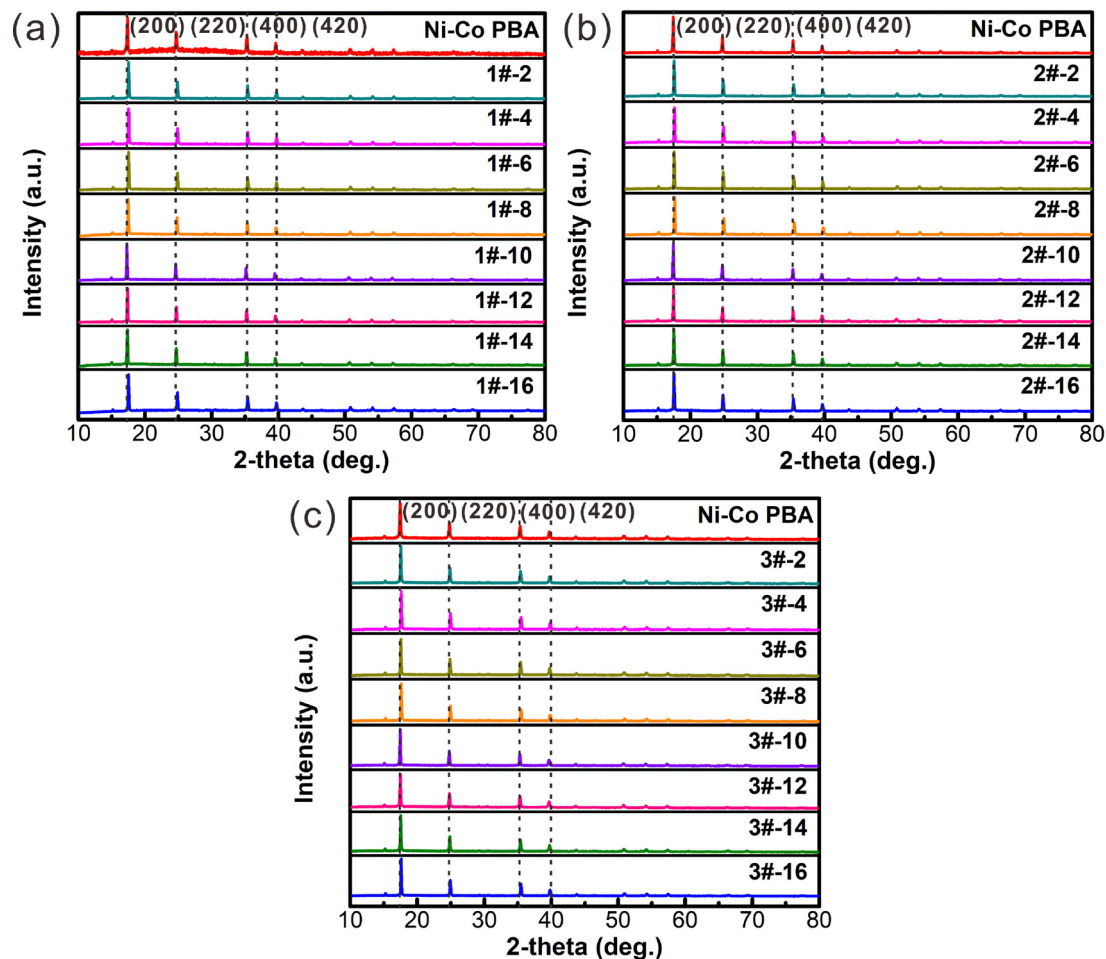 (a)
(200) (220) (400) (420)
Ni-Co PBA
1#-2
1#-4
1#-6
1#-8
1#-10
1#-12
1#-14
1#-16
Intensity (a.u.)
10 20 30 40 50 60 70 80
2-theta (deg.)
(b)
(200) (220) (400) (420)
Ni-Co PBA
2#-2
2#-4
2#-6
2#-8
2#-10
2#-12
2#-14
2#-16
Intensity (a.u.)
10 20 30 40 50 60 70 80
2-theta (deg.)
(c)
(200) (220) (400) (420)
Ni-Co PBA
3#-2
3#-4
3#-6
3#-8
3#-10
3#-12
3#-14
3#-16
Intensity (a.u.)
10 20 30 40 50 60 70 80
2-theta (deg.)